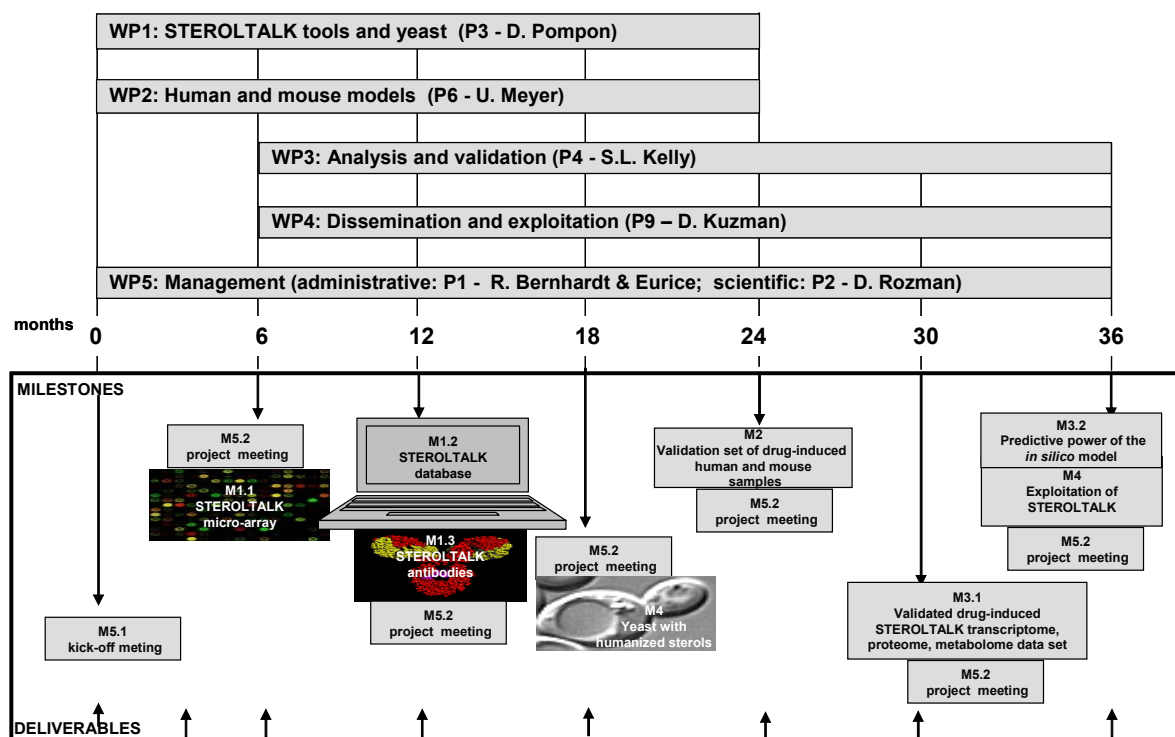 WP1: STEROLTALK tools and yeast (P3 - D. Pompon)
WP2: Human and mouse models (P6 - U. Meyer)
WP3: Analysis and validation (P4 - S.L. Kelly)
WP4: Dissemination and exploitation (P9 – D. Kuzman)
WP5: Management (administrative: P1 - R. Bernhardt & Eurice; scientific: P2 - D. Rozman)
months
0 6 12 18 24 30 36
MILESTONES
M5.2
project meeting
M1.1
STEROLTALK
micro-array
M1.2
STEROLTALK
database
M1.3
STEROLTALK
antibodies
M5.2
project meeting
M5.2
project meeting
M4
Yeast with
humanized sterols
M2
Validation set of drug-induced
human and mouse
samples
M5.2
project meeting
M3.2
Predictive power of the
in silico model
M4
Exploitation of
STEROLTALK
M5.2
project meeting
M3.1
Validated drug-induced
STEROLTALK transcriptome,
proteome, metabolome data set
M5.2
project meeting
M5.1
kick-off meting
DELIVERABLES